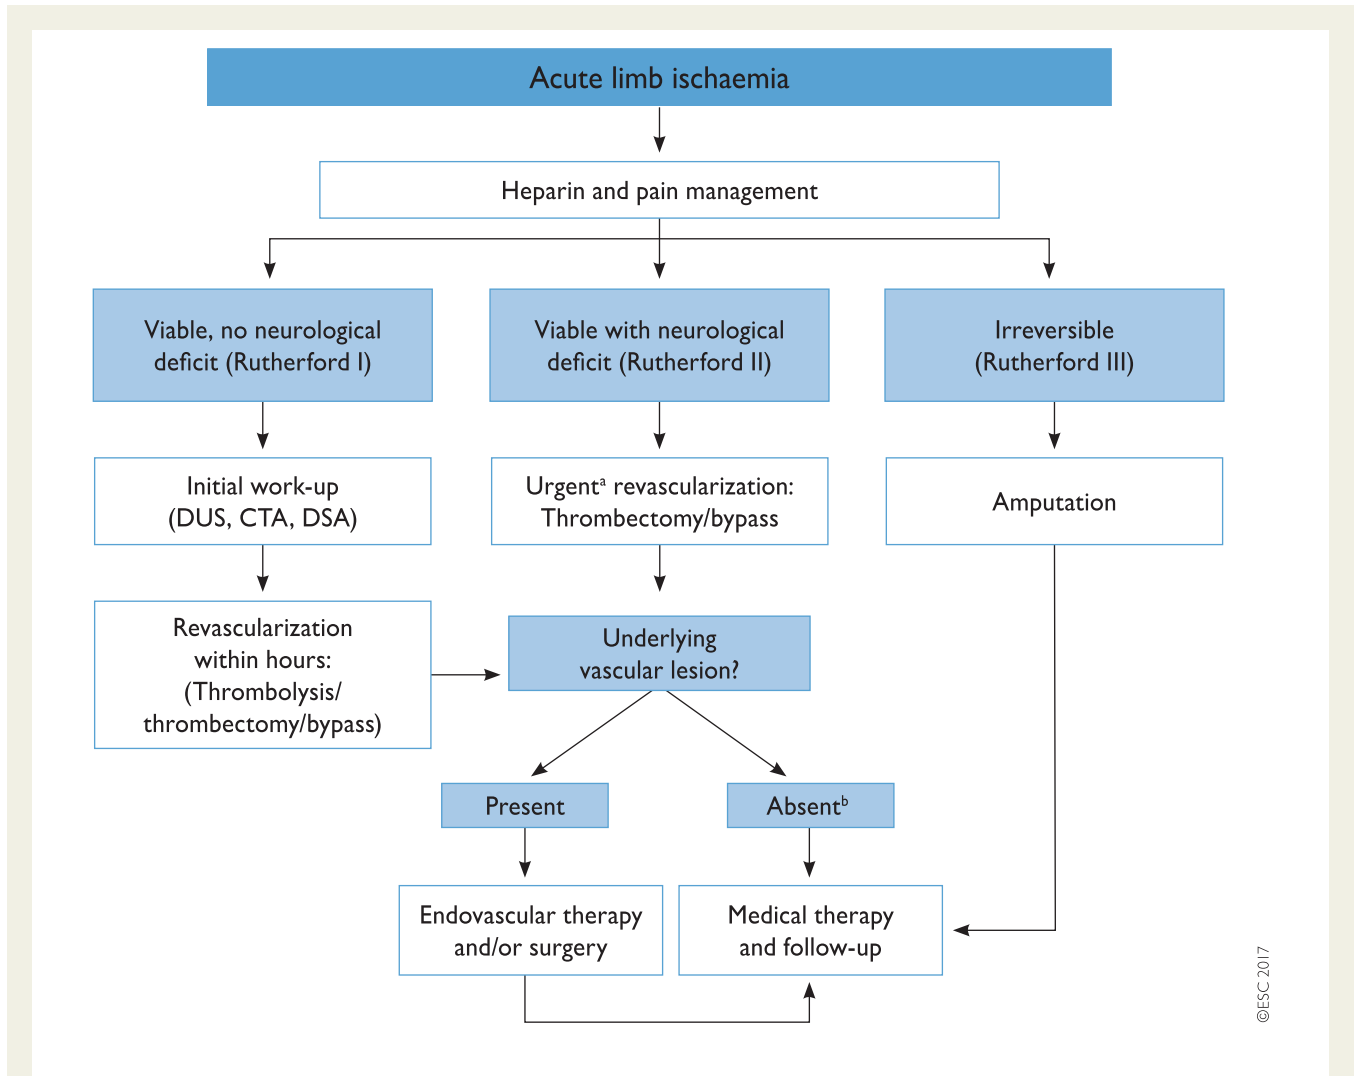 Acute limb ischaemia
Heparin and pain management
Viable, no neurological
deficit (Rutherford I)
Viable with neurological
deficit (Rutherford II)
Irreversible
(Rutherford III)
Initial work-up
(DUS, CTA, DSA)
Urgentᵃ revascularization:
Thrombectomy/bypass
Amputation
Revascularization
within hours:
(Thrombolysis/
thrombectomy/bypass)
Underlying
vascular lesion?
Present
Absentᵇ
Endovascular therapy
and/or surgery
Medical therapy
and follow-up
©ESC 2017